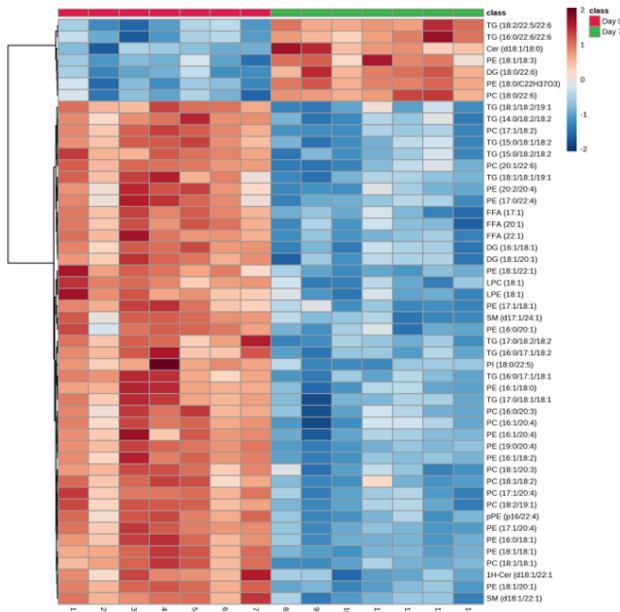 class
TG (18:2/22:5/22:6
TG (16:0/22:6/22:6
Cer (d18:1/18:0)
PE (18:1/18:3)
DG (18:0/22:6)
PE (18:0/C22H37O3)
PC (18:0/22:6)
TG (18:1/18:2/19:1
TG (14:0/18:2/18:2
PC (17:1/18:2)
TG (15:0/18:1/18:2
TG (15:0/18:2/18:2
PC (20:1/22:6)
TG (18:1/18:1/19:1
PE (20:2/20:4)
PE (17:0/22:4)
FFA (17:1)
FFA (20:1)
FFA (22:1)
DG (16:1/18:1)
DG (18:1/20:1)
PE (18:1/22:1)
LPC (18:1)
LPE (18:1)
PE (17:1/18:1)
SM (d17:1/24:1)
PE (16:0/20:1)
TG (17:0/18:2/18:2
TG (16:0/17:1/18:2
PI (18:0/22:5)
TG (16:0/17:1/18:1
PE (16:1/18:0)
TG (17:0/18:1/18:1
PC (16:0/20:3)
PC (16:1/20:4)
PE (16:1/20:4)
PE (19:0/20:4)
PE (16:1/18:2)
PC (18:1/20:3)
PC (18:1/18:2)
PC (17:1/20:4)
PC (18:2/19:1)
pPE (p16/22:4)
PE (17:1/20:4)
PE (16:0/18:1)
PE (18:1/18:1)
PC (18:1/18:1)
1H-Cer (d18:1/22:1
PE (18:1/20:1)
SM (d18:1/22:1)
1 2 3 4 5 6 7 8 9 1 1 1 1 1
2
1
0
-1
-2
class
Day 0
Day 7